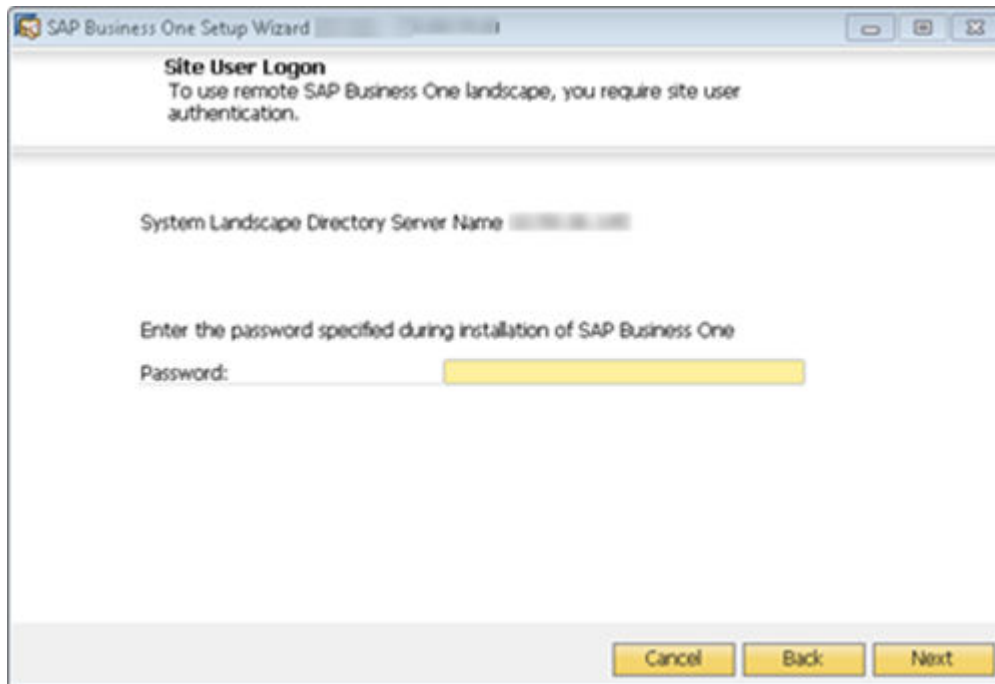 SAP Business One Setup Wizard
Site User Logon
To use remote SAP Business One landscape, you require site user
authentication.
System Landscape Directory Server Name
Enter the password specified during installation of SAP Business One
Password:
Cancel Back Next